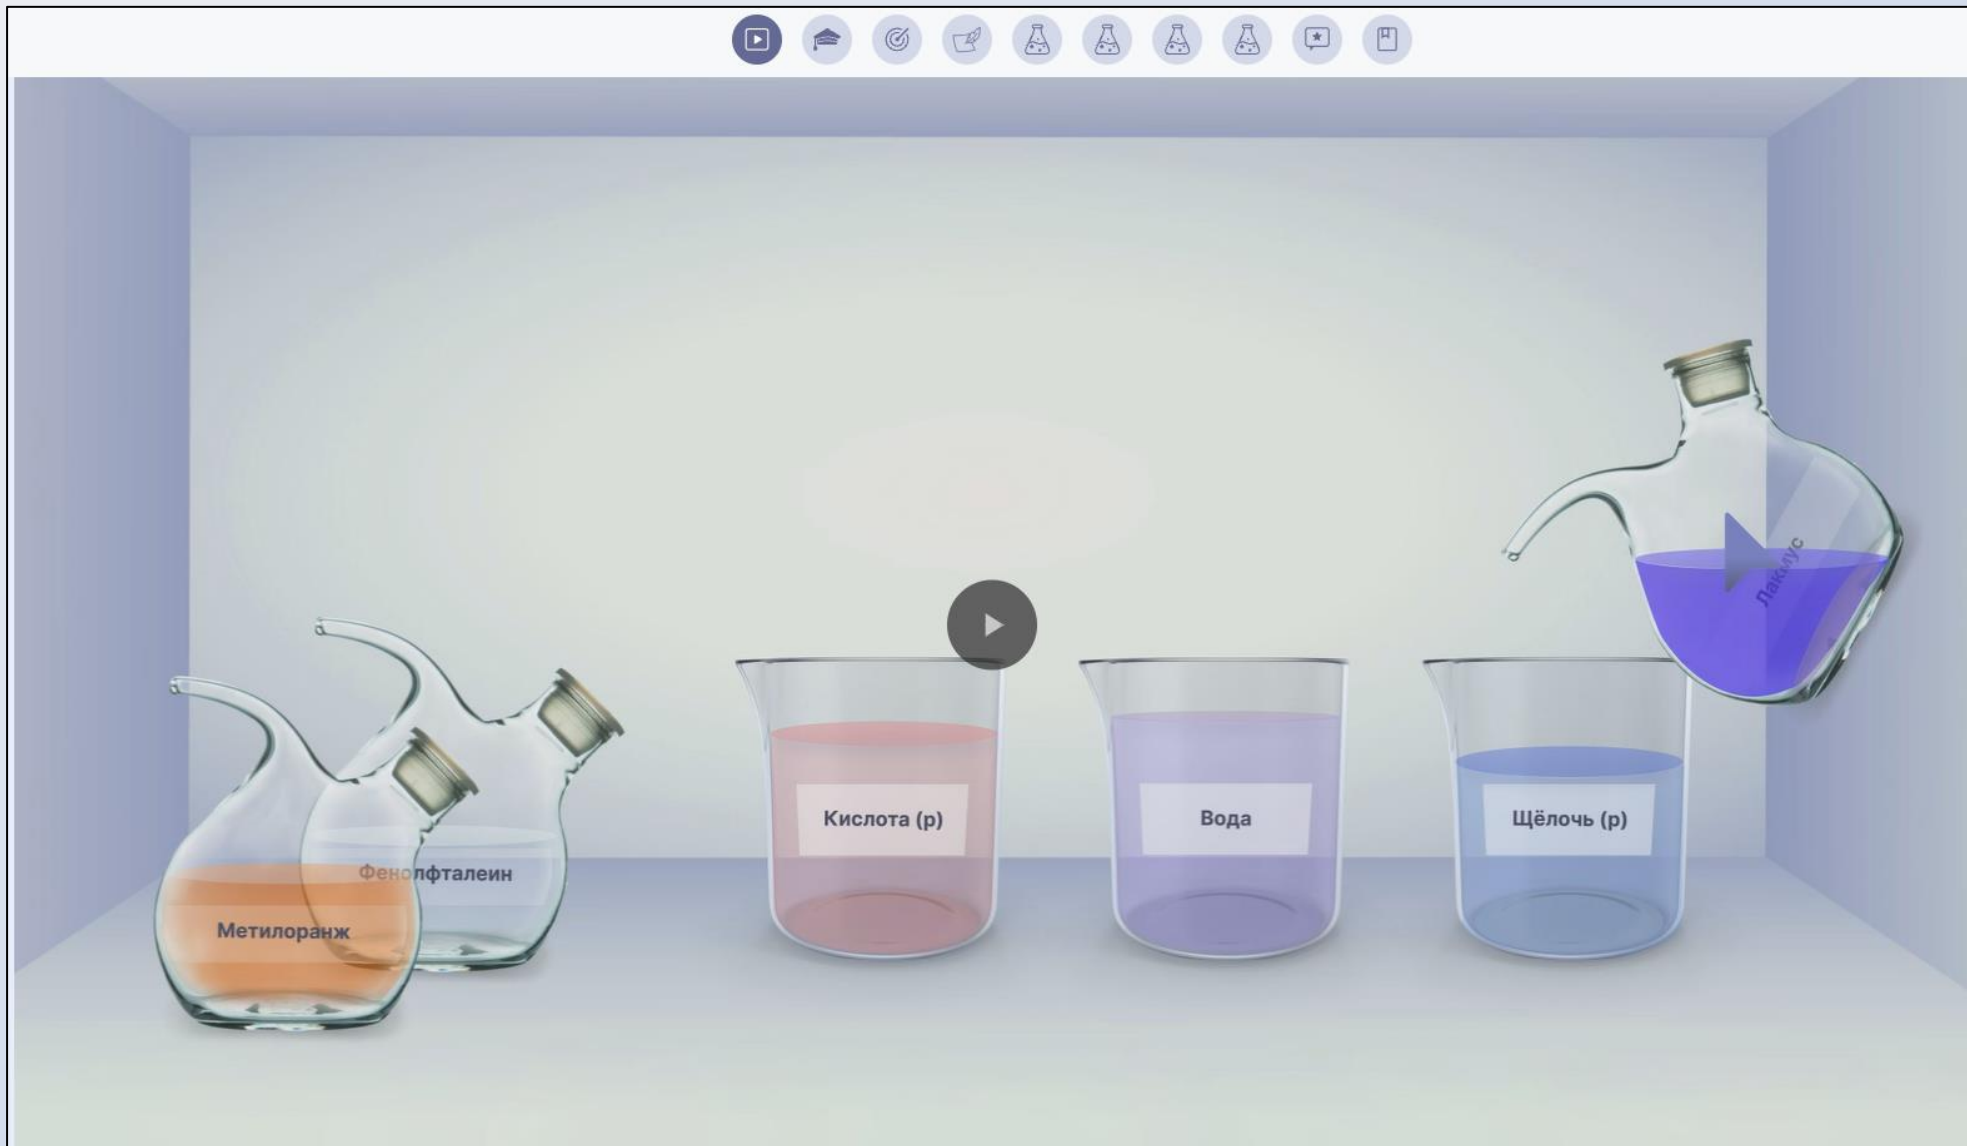 Лакмус
Кислота (р)
Вода
Щёлочь (р)
Фенолфталеин
Метилоранж